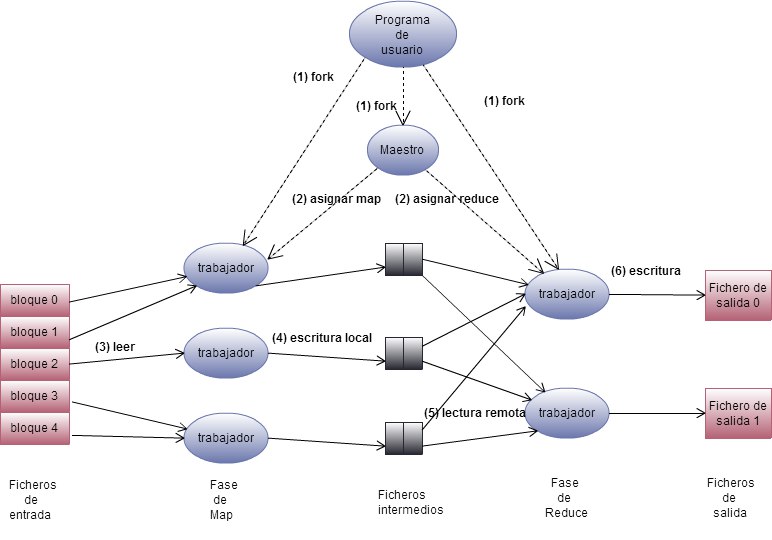 Programa
de
usuario
(1) fork
(1) fork
(1) fork
Maestro
(2) asignar map
(2) asignar reduce
trabajador
(6) escritura
bloque 0
bloque 1
bloque 2
bloque 3
bloque 4
(3) leer
trabajador
(4) escritura local
trabajador
Fichero de
salida 0
trabajador
(5) lectura remota
trabajador
Fichero de
salida 1
Ficheros
de
entrada
Fase
de
Map
Ficheros
intermedios
Fase
de
Reduce
Ficheros
de
salida